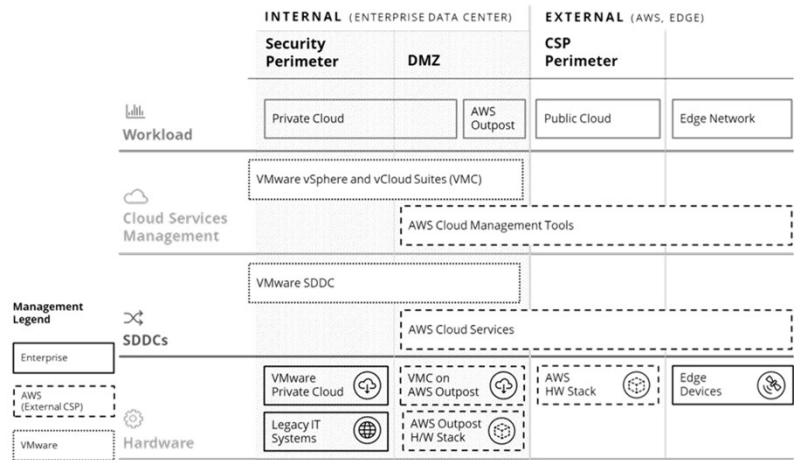 INTERNAL (ENTERPRISE DATA CENTER)
EXTERNAL (AWS, EDGE)
Security
Perimeter
DMZ
CSP
Perimeter
Workload
Private Cloud
AWS
Outpost
Public Cloud
Edge Network
Cloud Services
Management
VMware vSphere and vCloud Suites (VMC)
AWS Cloud Management Tools
SDDCs
VMware SDDC
AWS Cloud Services
Hardware
VMware
Private Cloud
VMC on
AWS Outpost
AWS
HW Stack
Edge
Devices
Legacy IT
Systems
AWS Outpost
H/W Stack
Management
Legend
Enterprise
AWS
(External CSP)
VMware